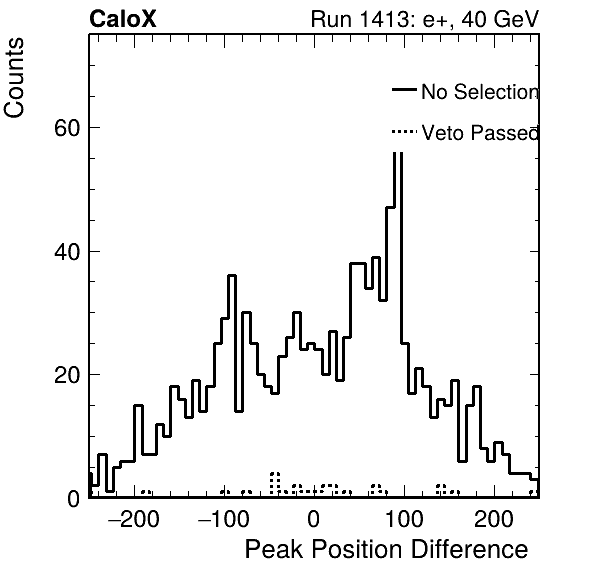 CaloX Run 1413: e+, 40 GeV
Counts
No Selection
Veto Passed
60
40
20
0
−200 −100 0 100 200
Peak Position Difference